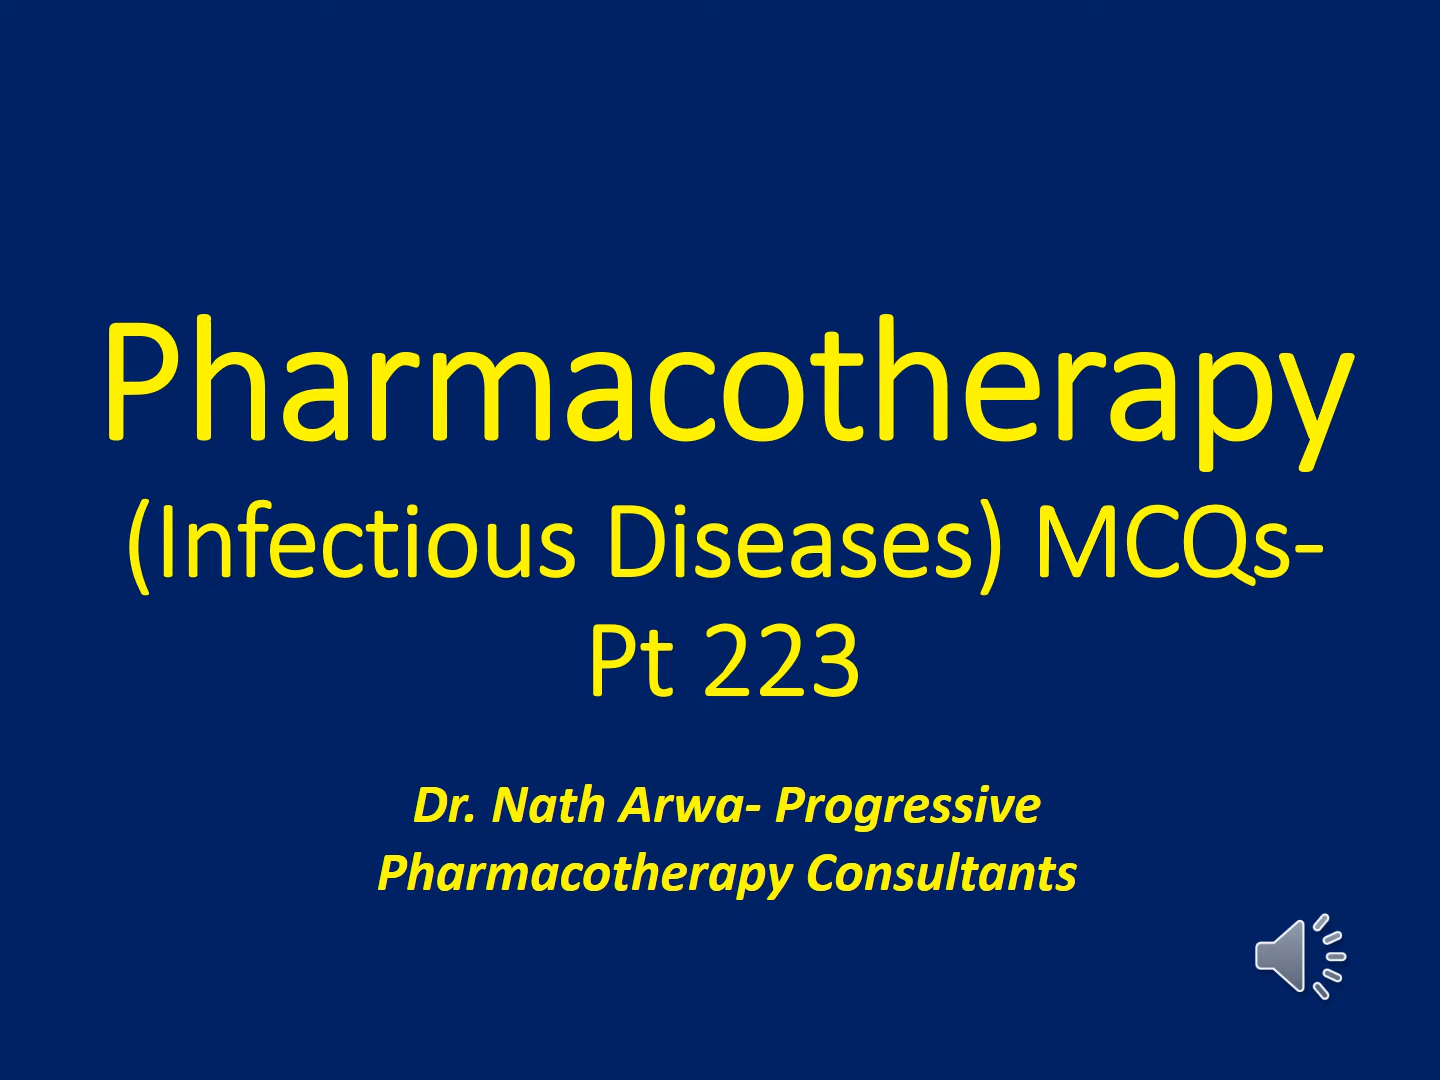 Pharmacotherapy
(Infectious Diseases) MCQs-
Pt 223
Dr. Nath Arwa- Progressive
Pharmacotherapy Consultants